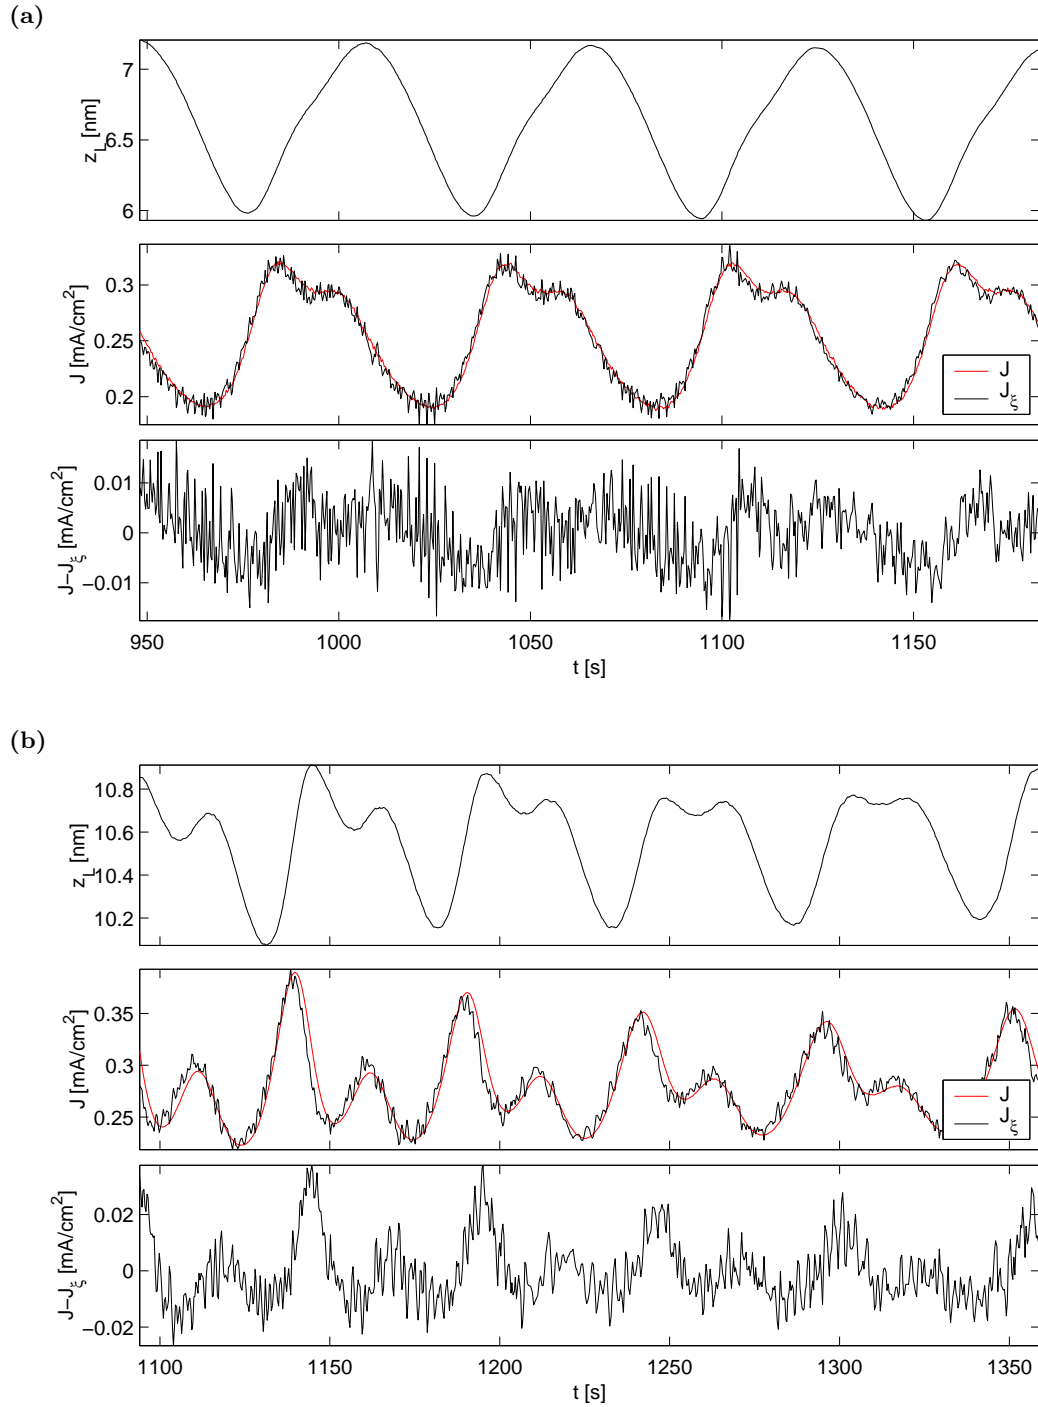 (a)
7
6.5
6
z_L [nm]
0.3
0.25
0.2
J [mA/cm²]
J
J_ξ
0.01
0
−0.01
J−J_ξ [mA/cm²]
950 1000 1050 1100 1150
t [s]
(b)
10.8
10.6
10.4
10.2
z_L [nm]
0.35
0.3
0.25
J [mA/cm²]
J
J_ξ
0.02
0
−0.02
J−J_ξ [mA/cm²]
1100 1150 1200 1250 1300 1350
t [s]